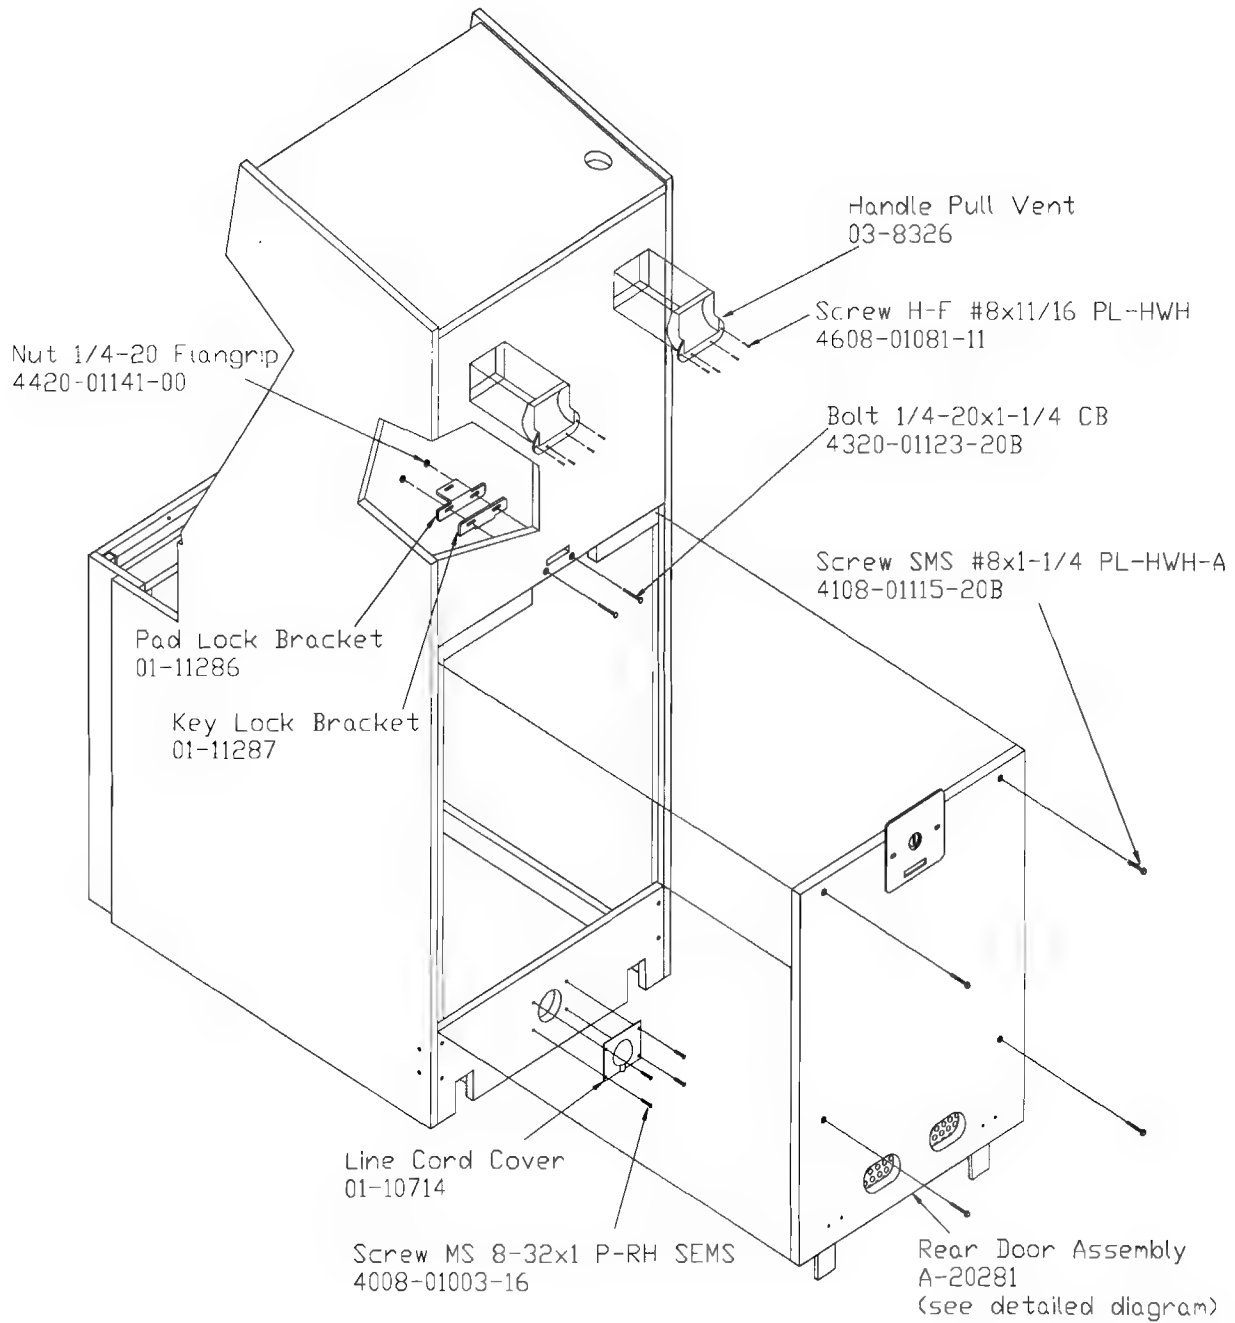 Handle Pull Vent
03-8326
Screw H-F #8x11/16 PL-HWH
4608-01081-11
Nut 1/4-20 Flangrip
4420-01141-00
Bolt 1/4-20x1-1/4 CB
4320-01123-20B
Screw SMS #8x1-1/4 PL-HWH-A
4108-01115-20B
Pad Lock Bracket
01-11286
Key Lock Bracket
01-11287
Line Cord Cover
01-10714
Screw MS 8-32x1 P-RH SEMS
4008-01003-16
Rear Door Assembly
A-20281
(see detailed diagram)